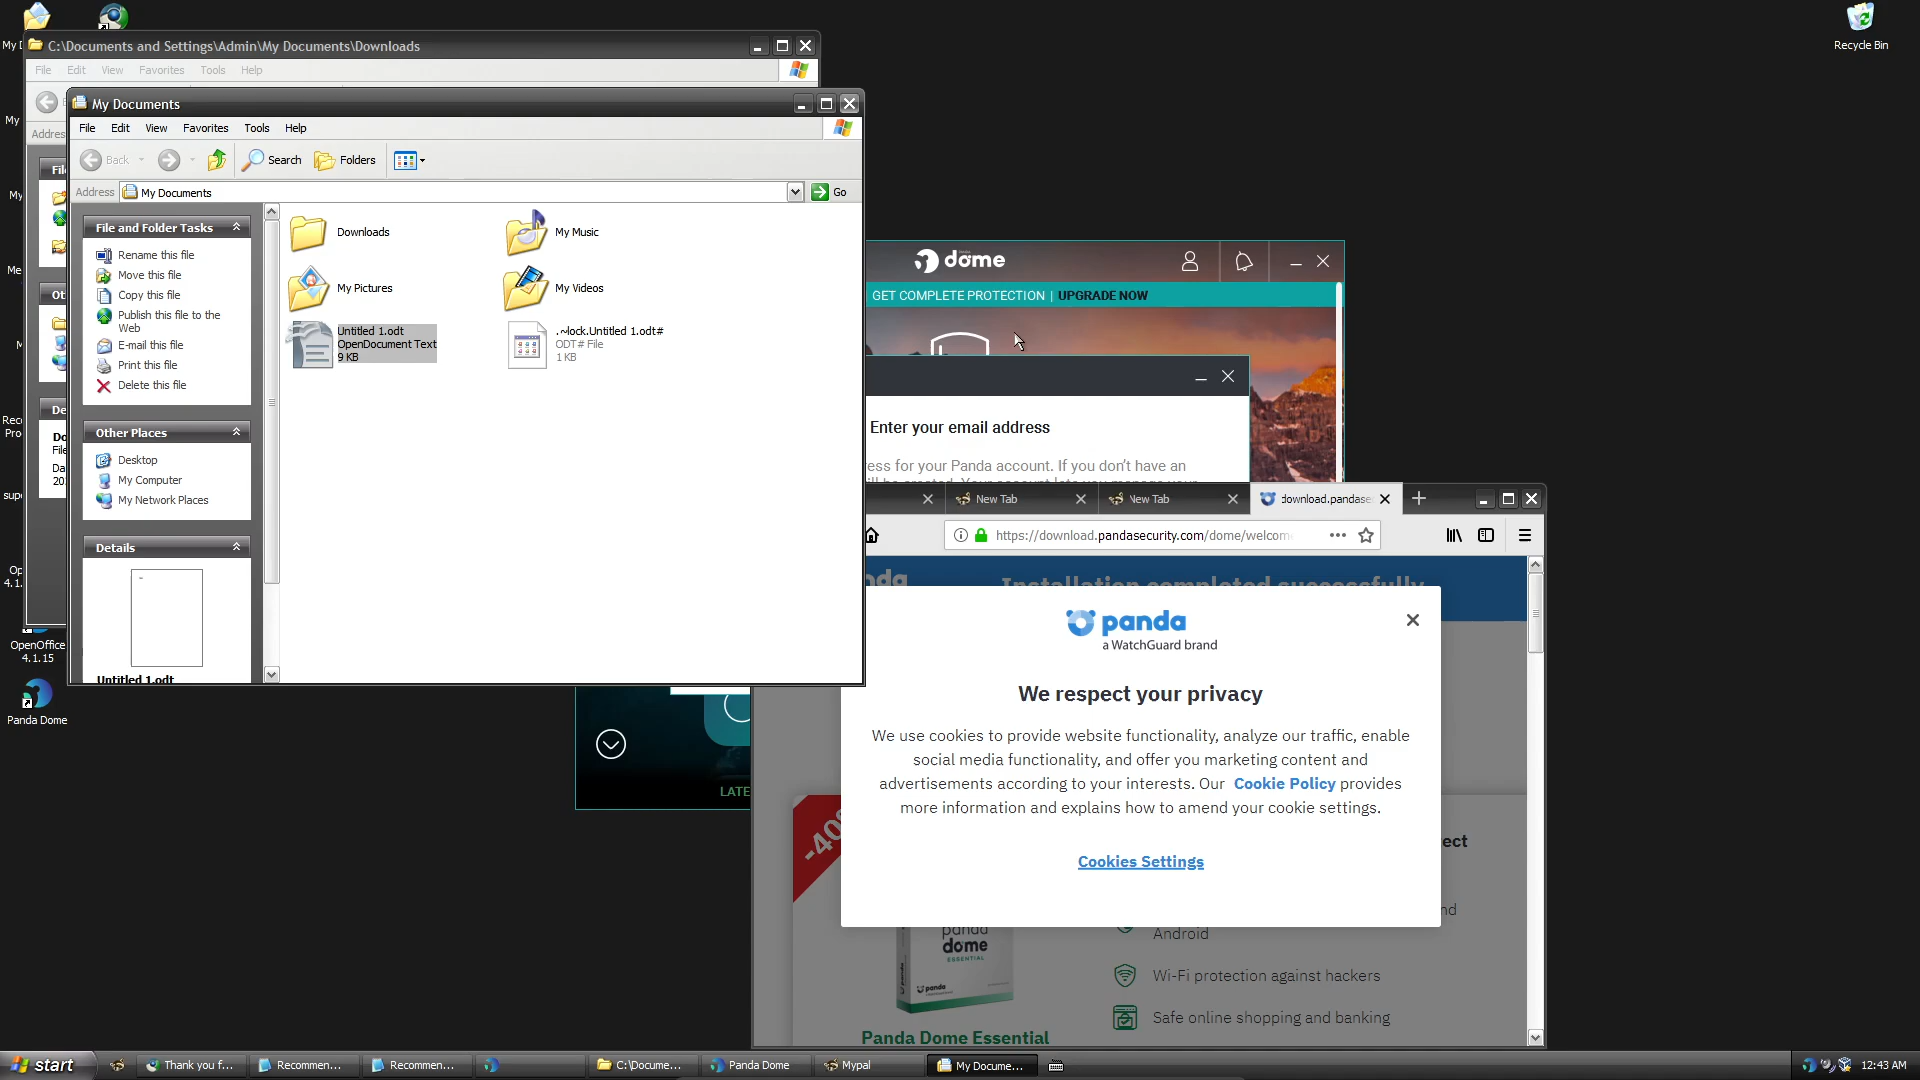 Recycle Bin
C:\Documents and Settings\Admin\My Documents\Downloads
File Edit View Favorites Tools Help
My Documents
File Edit View Favorites Tools Help
Back
Search
Folders
Address
My Documents
Go
File and Folder Tasks
Rename this file
Move this file
Copy this file
Publish this file to the
Web
E-mail this file
Print this file
Delete this file
Other Places
Desktop
My Computer
My Network Places
Details
Untitled 1.odt
Downloads
My Music
My Pictures
My Videos
Untitled 1.odt
OpenDocument Text
9 KB
.~lock.Untitled 1.odt#
ODT# File
1 KB
OpenOffice
4.1.15
Panda Dome
dome
GET COMPLETE PROTECTION | UPGRADE NOW
Enter your email address
ess for your Panda account. If you don't have an
LATE
New Tab
New Tab
download.pandase
https://download.pandasecurity.com/dome/welcom
Installation completed successfully
panda
a WatchGuard brand
We respect your privacy
We use cookies to provide website functionality, analyze our traffic, enable
social media functionality, and offer you marketing content and
advertisements according to your interests. Our Cookie Policy provides
more information and explains how to amend your cookie settings.
Cookies Settings
-40
ect
nd
Android
Wi-Fi protection against hackers
Safe online shopping and banking
panda
dome
ESSENTIAL
panda
Panda Dome Essential
start
Thank you f...
Recommen...
Recommen...
C:\Docume...
Panda Dome
Mypal
My Docume...
12:43 AM